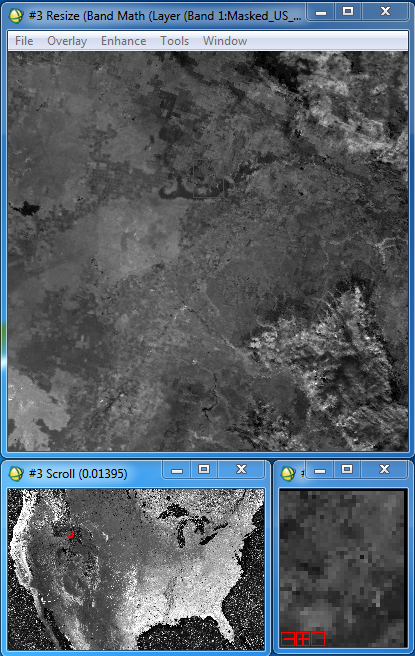 #3 Resize (Band Math (Layer (Band 1:Masked_US_...
File Overlay Enhance Tools Window
#3 Scroll (0.01395)
#